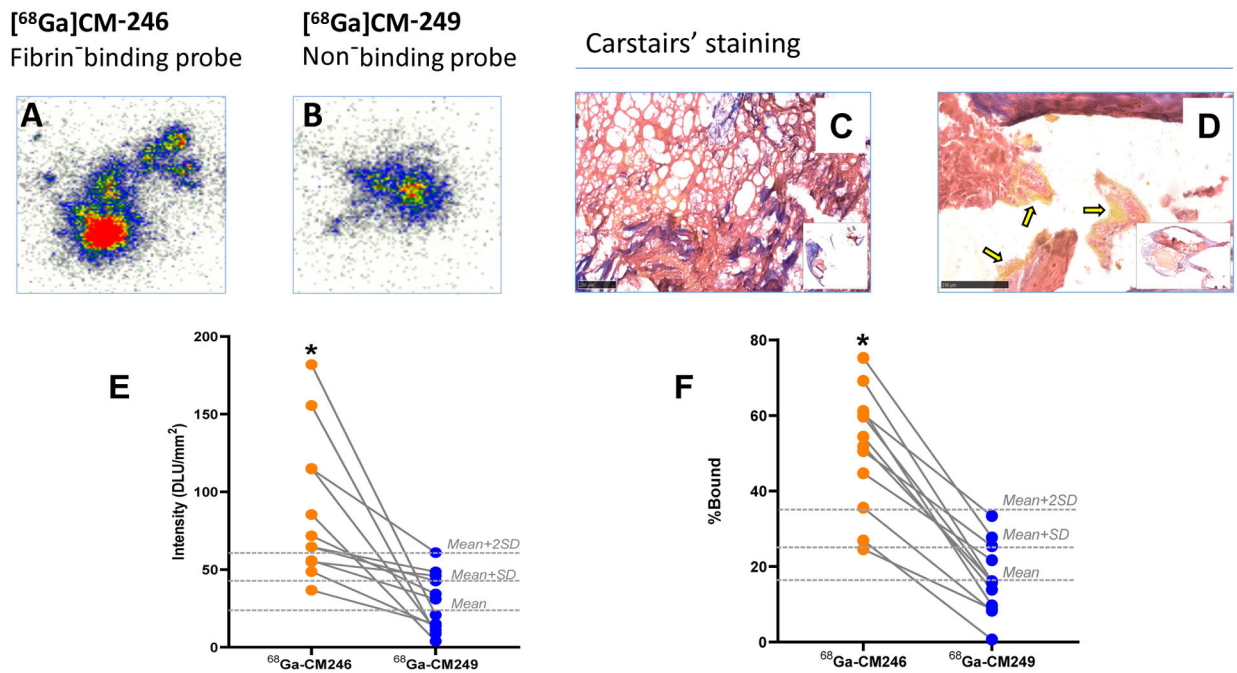 [⁶⁸Ga]CM-246
Fibrin⁻binding probe
[⁶⁸Ga]CM-249
Non⁻binding probe
Carstairs’ staining
A
B
C
D
250 µm
E
Intensity (DLU/mm²)
200
150
100
50
0
*
Mean+2SD
Mean+SD
Mean
⁶⁸Ga-CM246
⁶⁸Ga-CM249
F
%Bound
80
60
40
20
0
*
Mean+2SD
Mean+SD
Mean
⁶⁸Ga-CM246
⁶⁸Ga-CM249